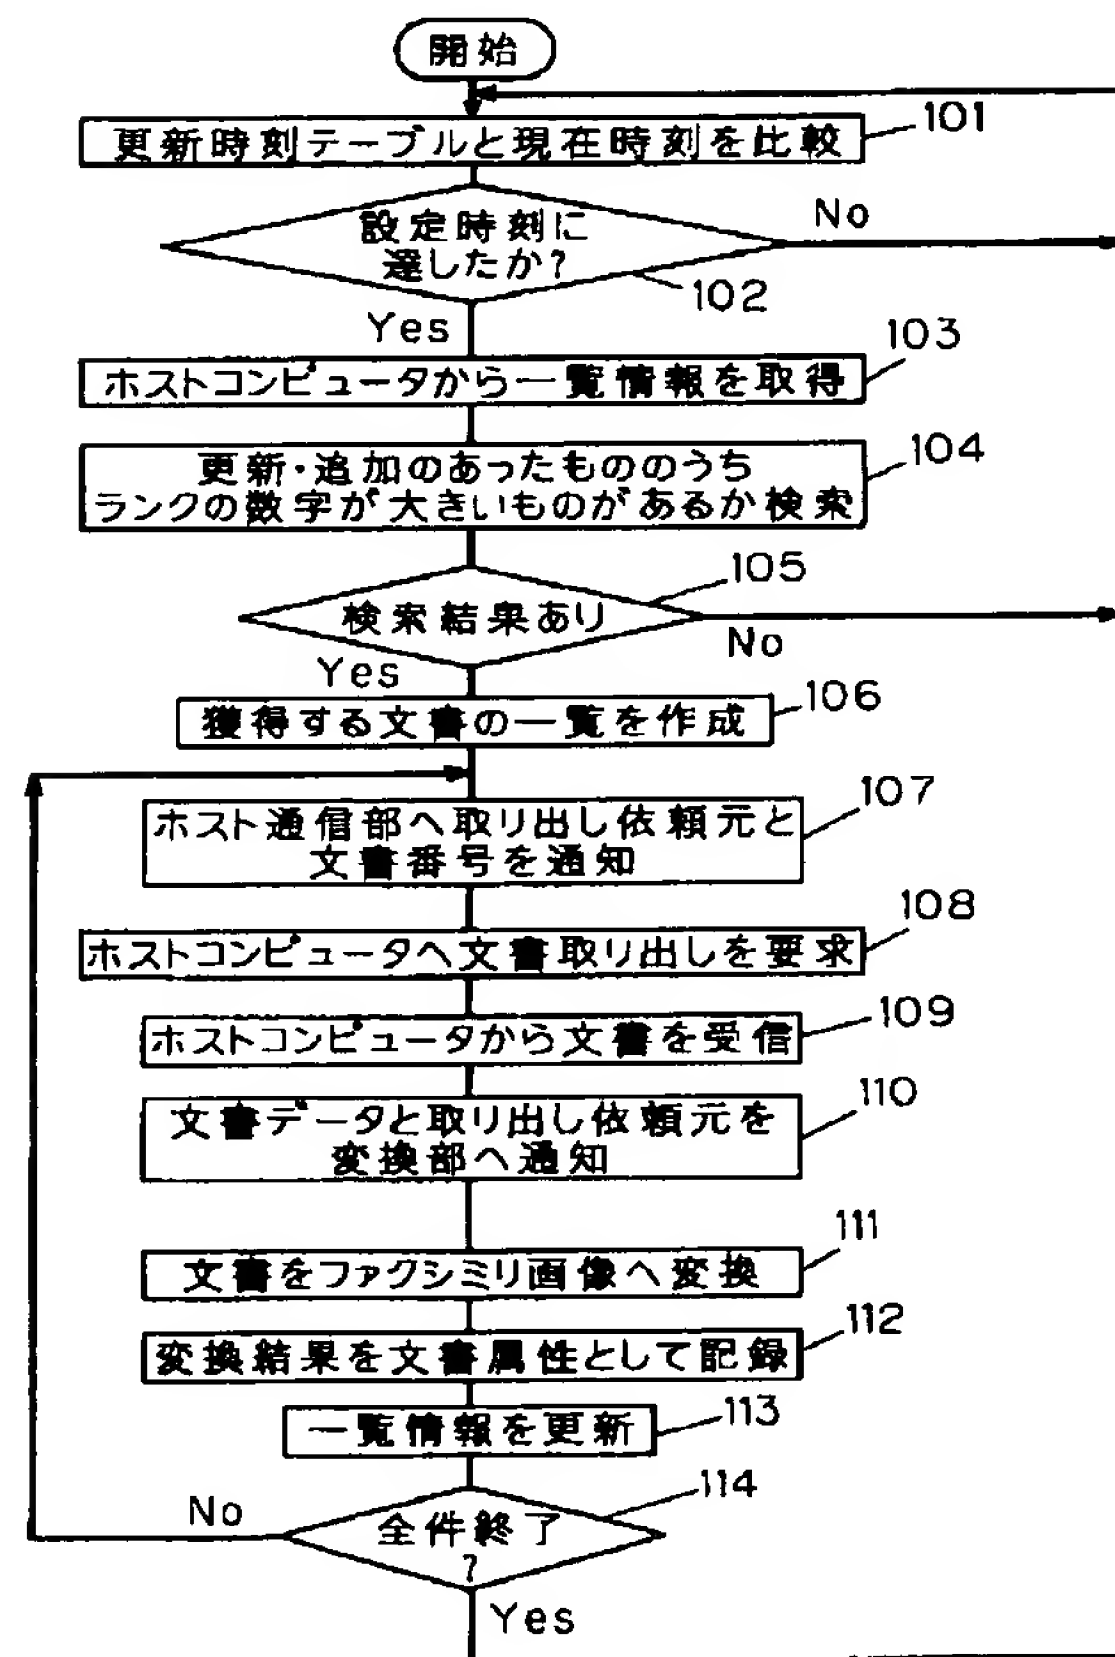 開始
更新時刻テーブルと現在時刻を比較
101
設定時刻に
達したか?
No
102
Yes
103
ホストコンピュータから一覧情報を取得
104
更新・追加のあったもののうち
ランクの数字が大きいものがあるか検索
105
検索結果あり
No
Yes
106
獲得する文書の一覧を作成
107
ホスト通信部へ取り出し依頼元と
文書番号を通知
108
ホストコンピュータへ文書取り出しを要求
109
ホストコンピュータから文書を受信
110
文書データと取り出し依頼元を
変換部へ通知
111
文書をファクシミリ画像へ変換
112
変換結果を文書属性として記録
113
一覧情報を更新
114
No
全件終了
?
Yes